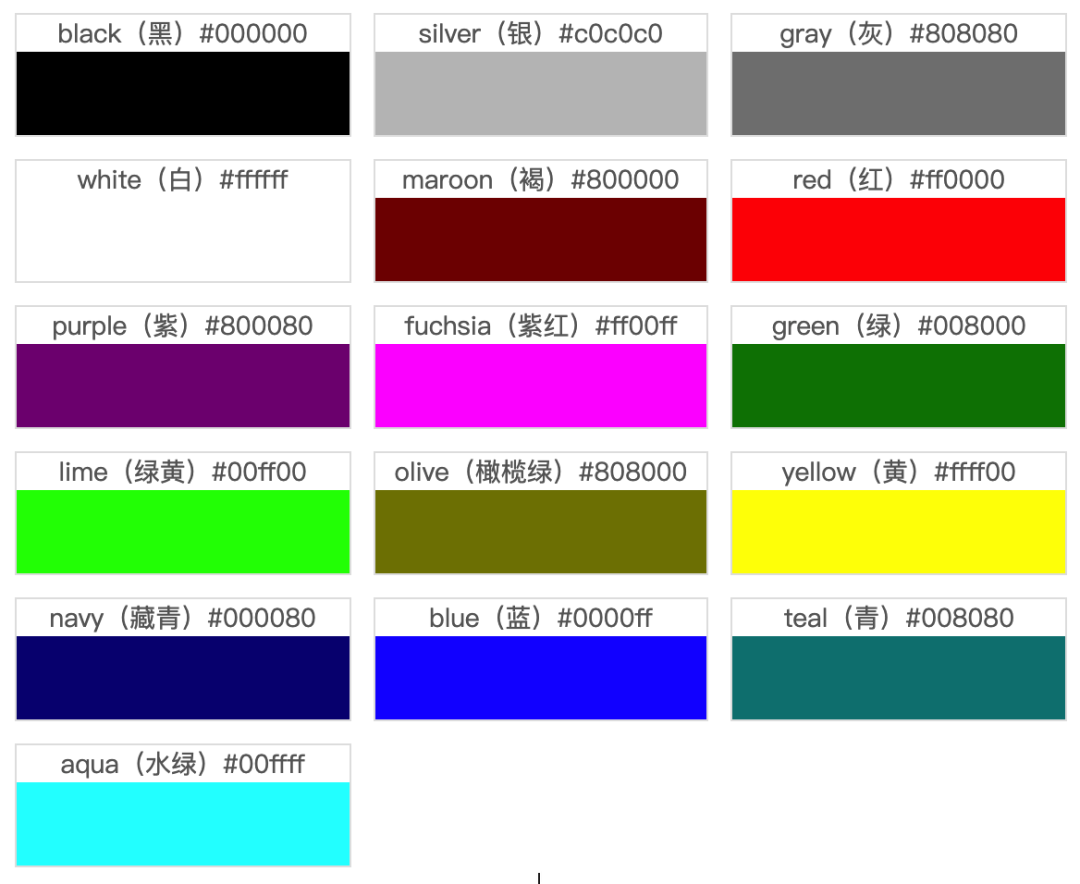 black（黑）#000000
silver（银）#c0c0c0
gray（灰）#808080
white（白）#ffffff
maroon（褐）#800000
red（红）#ff0000
purple（紫）#800080
fuchsia（紫红）#ff00ff
green（绿）#008000
lime（绿黄）#00ff00
olive（橄榄绿）#808000
yellow（黄）#ffff00
navy（藏青）#000080
blue（蓝）#0000ff
teal（青）#008080
aqua（水绿）#00ffff